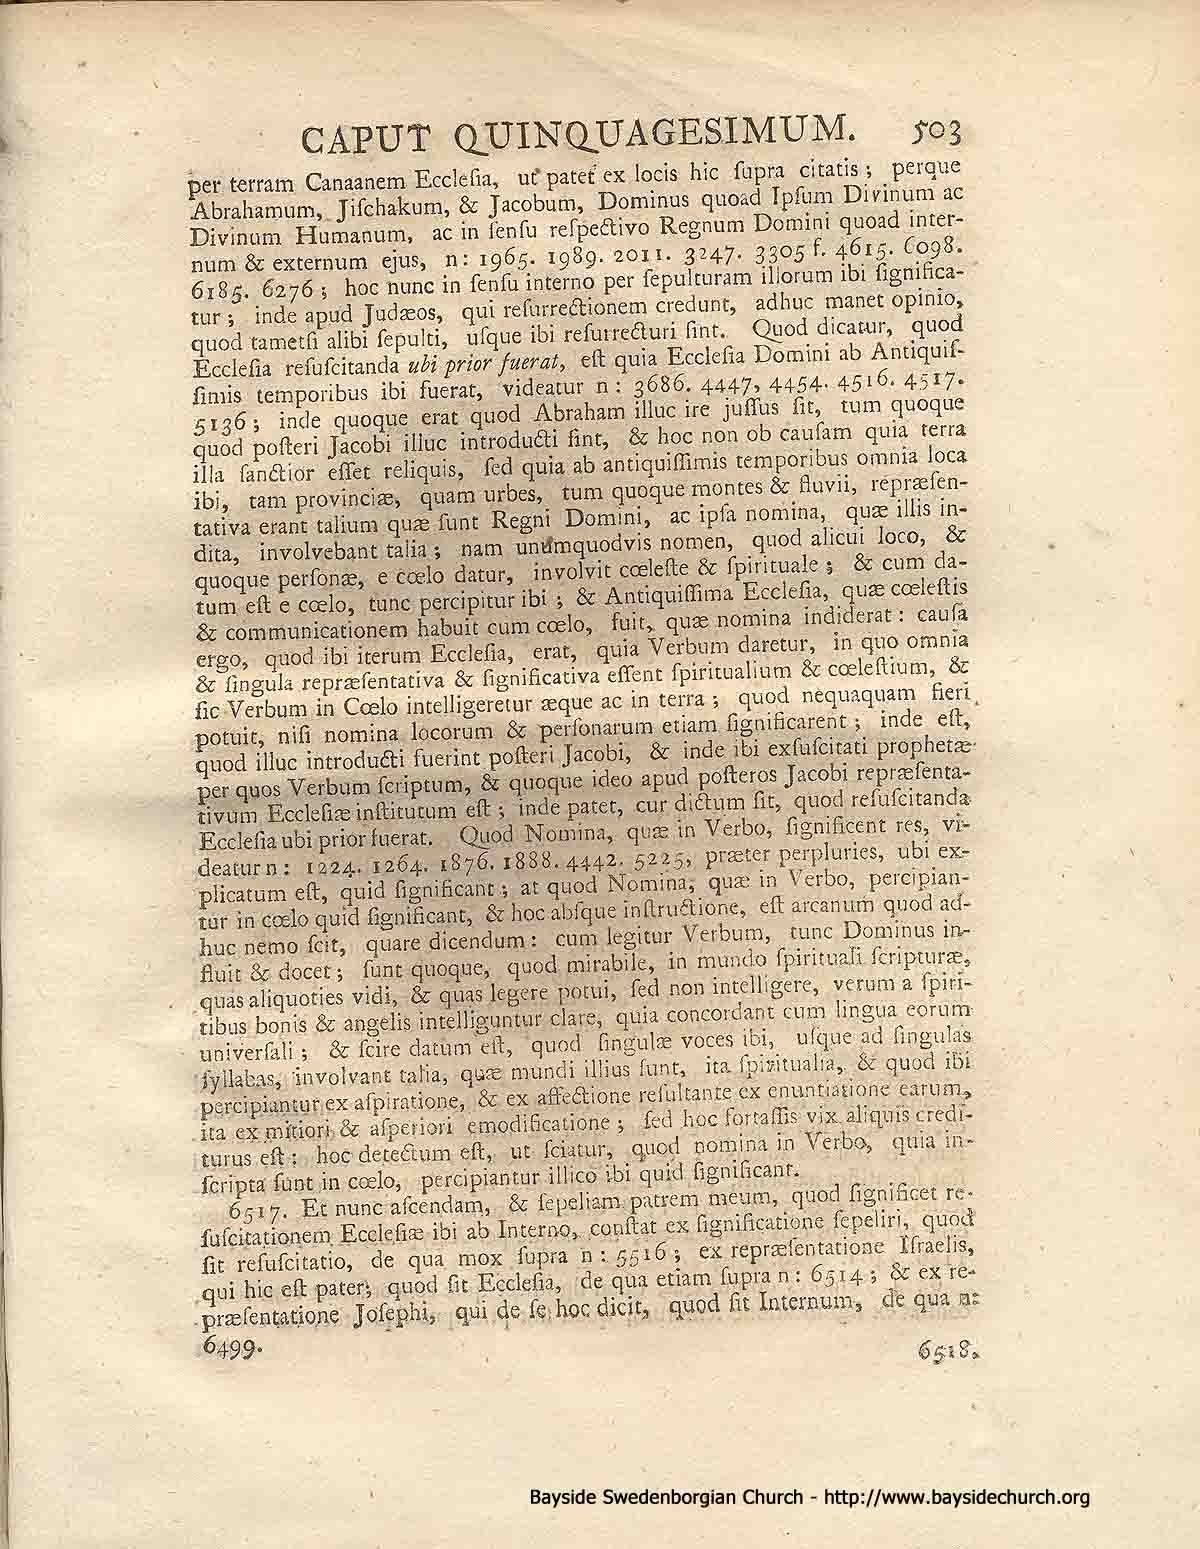 CAPUT QUINQUAGESIMUM. 503
per terram Canaanem Eccleſia, ut patet ex locis hic ſupra citatis; perque
Abrahamum, Jiſchakum, & Jacobum, Dominus quoad Ipſum Divinum ac
Divinum Humanum, ac in ſenſu reſpectivo Regnum Domini quoad inter-
num & externum ejus, n: 1965. 1989. 2011. 3247. 3305 f. 4615. 6098.
6185. 6276; hoc nunc in ſenſu interno per ſepulturam illorum ibi ſignifica-
tur; inde apud Judæos, qui reſurrectionem credunt, adhuc manet opinio,
quod tametſi alibi ſepulti, uſque ibi reſurrecturi ſint. Quod dicatur, quod
Eccleſia reſuſcitanda ubi prior fuerat, eſt quia Eccleſia Domini ab Antiquiſ-
ſimis temporibus ibi fuerat, videatur n: 3686. 4447, 4454. 4516. 4517.
5136; inde quoque erat quod Abraham illuc ire juſſus ſit, tum quoque
quod poſteri Jacobi illuc introducti ſint, & hoc non ob cauſam quia terra
illa ſanctior eſſet reliquis, ſed quia ab antiquiſſimis temporibus omnia loca
ibi, tam provinciæ, quam urbes, tum quoque montes & fluvii, repræſen-
tativa erant talium quæ ſunt Regni Domini, ac ipſa nomina, quæ illis in-
dita, involvebant talia; nam unumquodvis nomen, quod alicui loco, &
quoque perſonæ, e cœlo datur, involvit cœleſte & ſpirituale; & cum da-
tum eſt e cœlo, tunc percipitur ibi; & Antiquiſſima Eccleſia, quæ cœleſtis
& communicationem habuit cum cœlo, fuit, quæ nomina indiderat: cauſa
ergo, quod ibi iterum Eccleſia, erat, quia Verbum daretur, in quo omnia
& ſingula repræſentativa & ſignificativa eſſent ſpiritualium & cœleſtium, &
ſic Verbum in Cœlo intelligeretur æque ac in terra; quod nequaquam fieri
potuit, niſi nomina locorum & perſonarum etiam ſignificarent; inde eſt,
quod illuc introducti fuerint poſteri Jacobi, & inde ibi exſuſcitati prophetæ
per quos Verbum ſcriptum, & quoque ideo apud poſteros Jacobi repræſenta-
tivum Eccleſiæ inſtitutum eſt; inde patet, cur dictum ſit, quod reſuſcitanda
Eccleſia ubi prior fuerat. Quod Nomina, quæ in Verbo, ſignificent res, vi-
deatur n: 1224. 1264. 1876. 1888. 4442. 5225, præter perpluries, ubi ex-
plicatum eſt, quid ſignificant; at quod Nomina, quæ in Verbo, percipian-
tur in cœlo quid ſignificant, & hoc absque inſtructione, eſt arcanum quod ad-
huc nemo ſcit, quare dicendum: cum legitur Verbum, tunc Dominus in-
fluit & docet; ſunt quoque, quod mirabile, in mundo ſpirituali ſcripturæ,
quas aliquoties vidi, & quas legere potui, ſed non intelligere, verum a ſpiri-
tibus bonis & angelis intelliguntur clare, quia concordant cum lingua eorum
univerſali; & ſcire datum eſt, quod ſingulæ voces ibi, uſque ad ſingulas
ſyllabas, involvant talia, quæ mundi illius ſunt, ita ſpiritualia, & quod ibi
percipiantur ex aſpiratione, & ex affectione reſultante ex enuntiatione earum,
ita ex mitiori & aſperiori emodificatione; ſed hoc fortaſſis vix aliquis credi-
turus eſt: hoc detectum eſt, ut ſciatur, quod nomina in Verbo, quia in-
ſcripta ſunt in cœlo, percipiantur illico ibi quid ſignificant.
6517. Et nunc aſcendam, & ſepeliam patrem meum, quod ſignificet re-
ſuſcitationem Eccleſiæ ibi ab Interno, conſtat ex ſignificatione ſepeliri, quod
ſit reſuſcitatio, de qua mox ſupra n: 5516; ex repræſentatione Iſraelis,
qui hic eſt pater, quod ſit Eccleſia, de qua etiam ſupra n: 6514; & ex re-
præſentatione Joſephi, qui de ſe hoc dicit, quod ſit Internum, de qua n:
6499. 6518.
Bayside Swedenborgian Church - http://www.baysidechurch.org